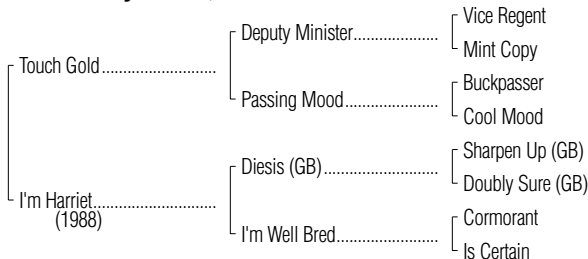 Vice Regent
Deputy Minister....................
Mint Copy
Touch Gold...........................
Buckpasser
Passing Mood......................
Cool Mood
Sharpen Up (GB)
Diesis (GB)...........................
Doubly Sure (GB)
I'm Harriet.............................
(1988)
Cormorant
I'm Well Bred........................
Is Certain